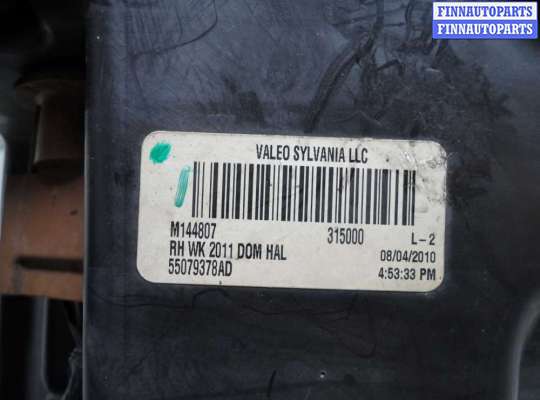 FINNAUTOPARTS
FINNAUTOPARTS
FINNAUTOPARTS
VALEO SYLVANIA LLC
M144807 315000 L-2
RH WK 2011 DOM HAL 08/04/2010
55079378AD 4:53:33 PM